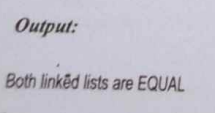 Output:
Both linked lists are EQUAL